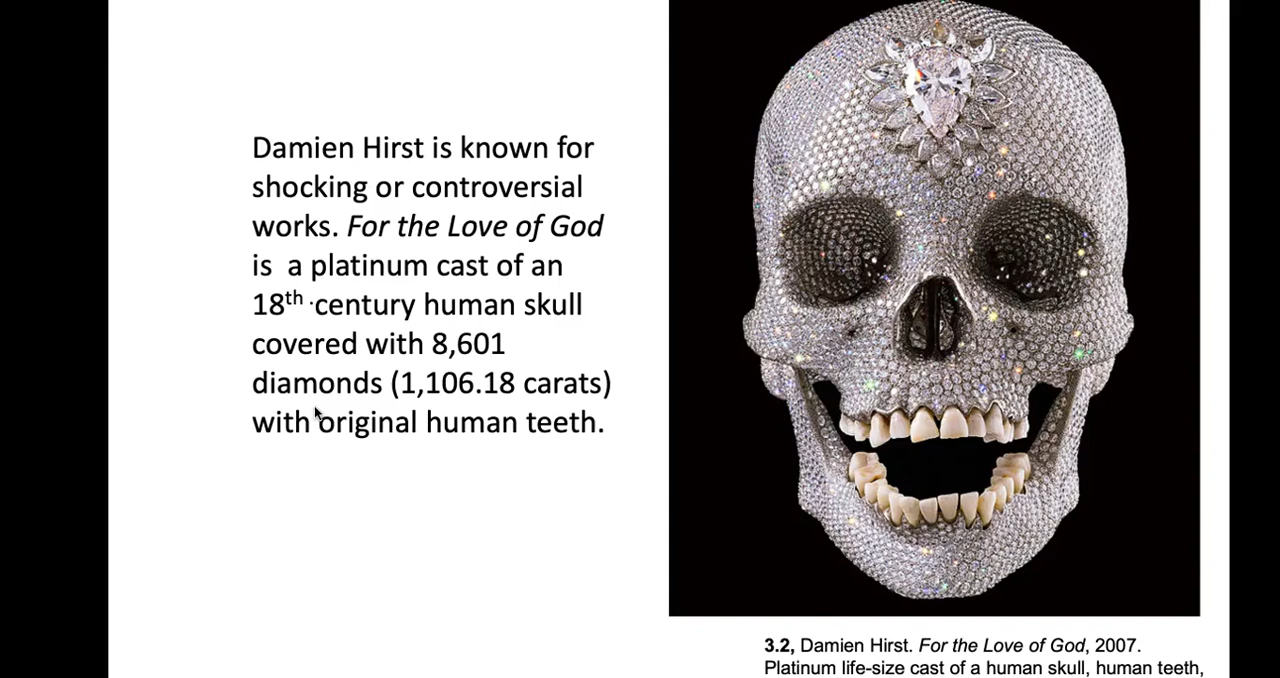 Damien Hirst is known for
shocking or controversial
works. For the Love of God
is  a platinum cast of an
18th century human skull
covered with 8,601
diamonds (1,106.18 carats)
with original human teeth.
3.2, Damien Hirst. For the Love of God, 2007.
Platinum life-size cast of a human skull, human teeth,